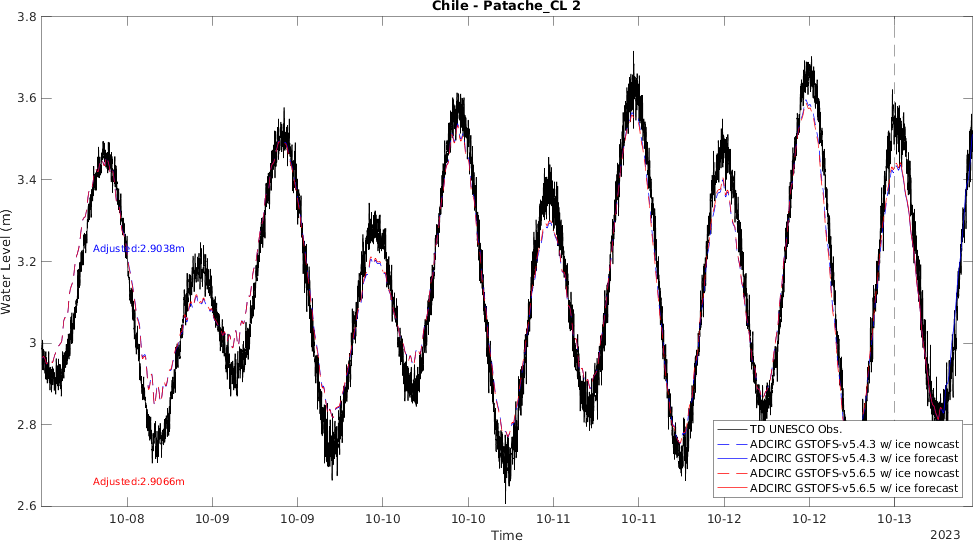 Chile - Patache_CL 2
3.8
3.6
3.4
3.2
3
2.8
2.6
Water Level (m)
Adjusted:2.9038m
Adjusted:2.9066m
TD UNESCO Obs.
ADCIRC GSTOFS-v5.4.3 w/ ice nowcast
ADCIRC GSTOFS-v5.4.3 w/ ice forecast
ADCIRC GSTOFS-v5.6.5 w/ ice nowcast
ADCIRC GSTOFS-v5.6.5 w/ ice forecast
10-08 10-09 10-09 10-10 10-10 10-11 10-11 10-12 10-12 10-13
Time
2023